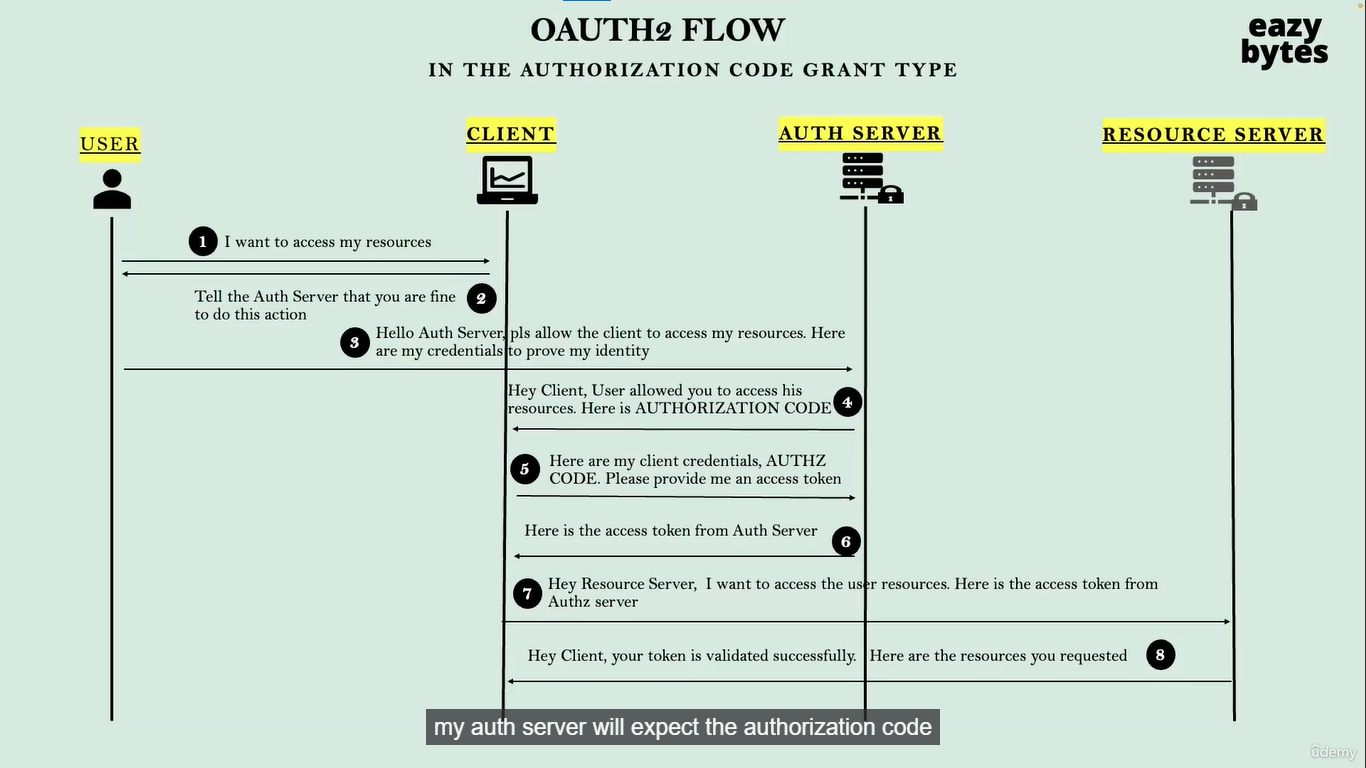 OAUTH2 FLOW
IN THE AUTHORIZATION CODE GRANT TYPE
eazy
bytes
USER
CLIENT
AUTH SERVER
RESOURCE SERVER
1 I want to access my resources
Tell the Auth Server that you are fine 2
to do this action
3 Hello Auth Server, pls allow the client to access my resources. Here
are my credentials to prove my identity
Hey Client, User allowed you to access his
resources. Here is AUTHORIZATION CODE 4
5 Here are my client credentials, AUTHZ
CODE. Please provide me an access token
Here is the access token from Auth Server 6
7 Hey Resource Server, I want to access the user resources. Here is the access token from
Authz server
Hey Client, your token is validated successfully. Here are the resources you requested 8
my auth server will expect the authorization code
ûdemy